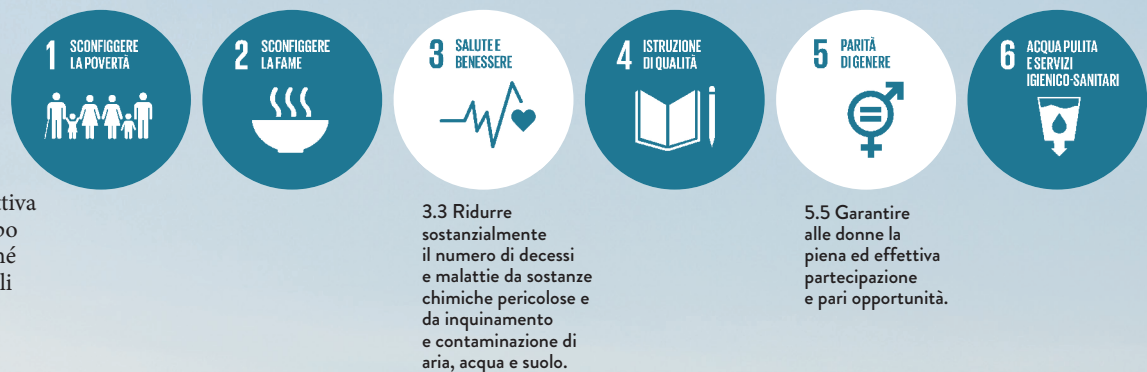 1 SCONFIGGERE
LA POVERTÀ
2 SCONFIGGERE
LA FAME
3 SALUTE E
BENESSERE
4 ISTRUZIONE
DI QUALITÀ
5 PARITÀ
DI GENERE
6 ACQUA PULITA
E SERVIZI
IGIENICO-SANITARI
3.3 Ridurre
sostanzialmente
il numero di decessi
e malattie da sostanze
chimiche pericolose e
da inquinamento
e contaminazione di
aria, acqua e suolo.
5.5 Garantire
alle donne la
piena ed effettiva
partecipazione
e pari opportunità.